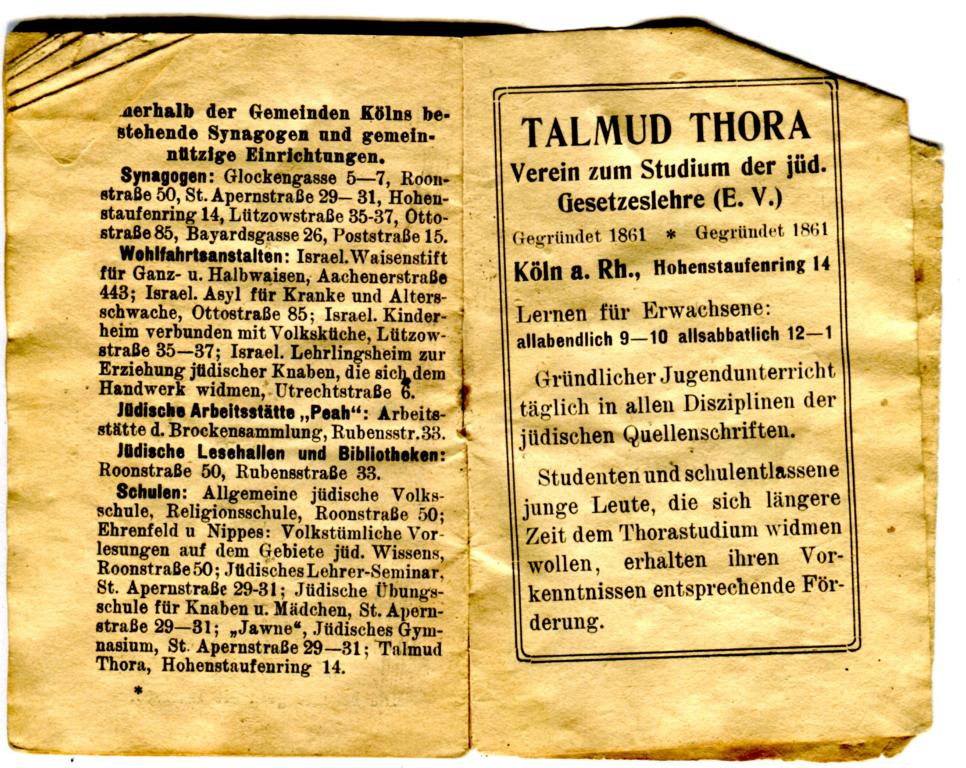 nerhalb der Gemeinden Kölns be-
stehende Synagogen und gemein-
nützige Einrichtungen.
Synagogen: Glockengasse 5—7, Roon-
straße 50, St. Apernstraße 29—31, Hohen-
staufenring 14, Lützowstraße 35-37, Otto-
straße 85, Bayardsgasse 26, Poststraße 15.
Wohlfahrtsanstalten: Israel. Waisenstift
für Ganz- u. Halbwaisen, Aachenerstraße
443; Israel. Asyl für Kranke und Alters-
schwache, Ottostraße 85; Israel. Kinder-
heim verbunden mit Volksküche, Lützow-
straße 35—37; Israel. Lehrlingsheim zur
Erziehung jüdischer Knaben, die sich dem
Handwerk widmen, Utrechtstraße 6.
Jüdische Arbeitsstätte „Peah“: Arbeits-
stätte d. Brockensammlung, Rubensstr. 33.
Jüdische Lesehallen und Bibliotheken:
Roonstraße 50, Rubensstraße 33.
Schulen: Allgemeine jüdische Volks-
schule, Religionsschule, Roonstraße 50;
Ehrenfeld u Nippes: Volkstümliche Vor-
lesungen auf dem Gebiete jüd. Wissens,
Roonstraße 50; Jüdisches Lehrer-Seminar,
St. Apernstraße 29-31; Jüdische Übungs-
schule für Knaben u. Mädchen, St. Apern-
straße 29—31; „Jawne“, Jüdisches Gym-
nasium, St. Apernstraße 29—31; Talmud
Thora, Hohenstaufenring 14.
*
TALMUD THORA
Verein zum Studium der jüd.
Gesetzeslehre (E. V.)
Gegründet 1861 * Gegründet 1861
Köln a. Rh., Hohenstaufenring 14
Lernen für Erwachsene:
allabendlich 9—10 allsabbatlich 12—1
Gründlicher Jugendunterricht
täglich in allen Disziplinen der
jüdischen Quellenschriften.
Studenten und schulentlassene
junge Leute, die sich längere
Zeit dem Thorastudium widmen
wollen, erhalten ihren Vor-
kenntnissen entsprechende För-
derung.